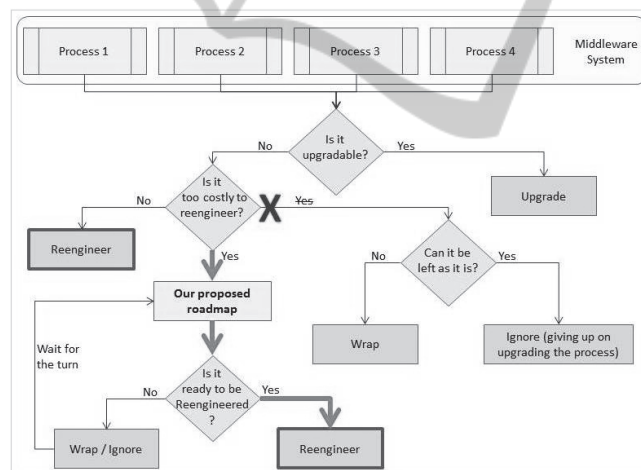 Process 1
Process 2
Process 3
Process 4
Middleware
System
Is it
upgradable?
No
Yes
Upgrade
Is it
too costly to
reengineer?
No
Yes
Reengineer
Yes
Can it be
left as it is?
No
Yes
Our proposed
roadmap
Wrap
Ignore (giving up on
upgrading the process)
Wait for
the turn
Is it
ready to be
Reengineered
?
No
Yes
Wrap / Ignore
Reengineer